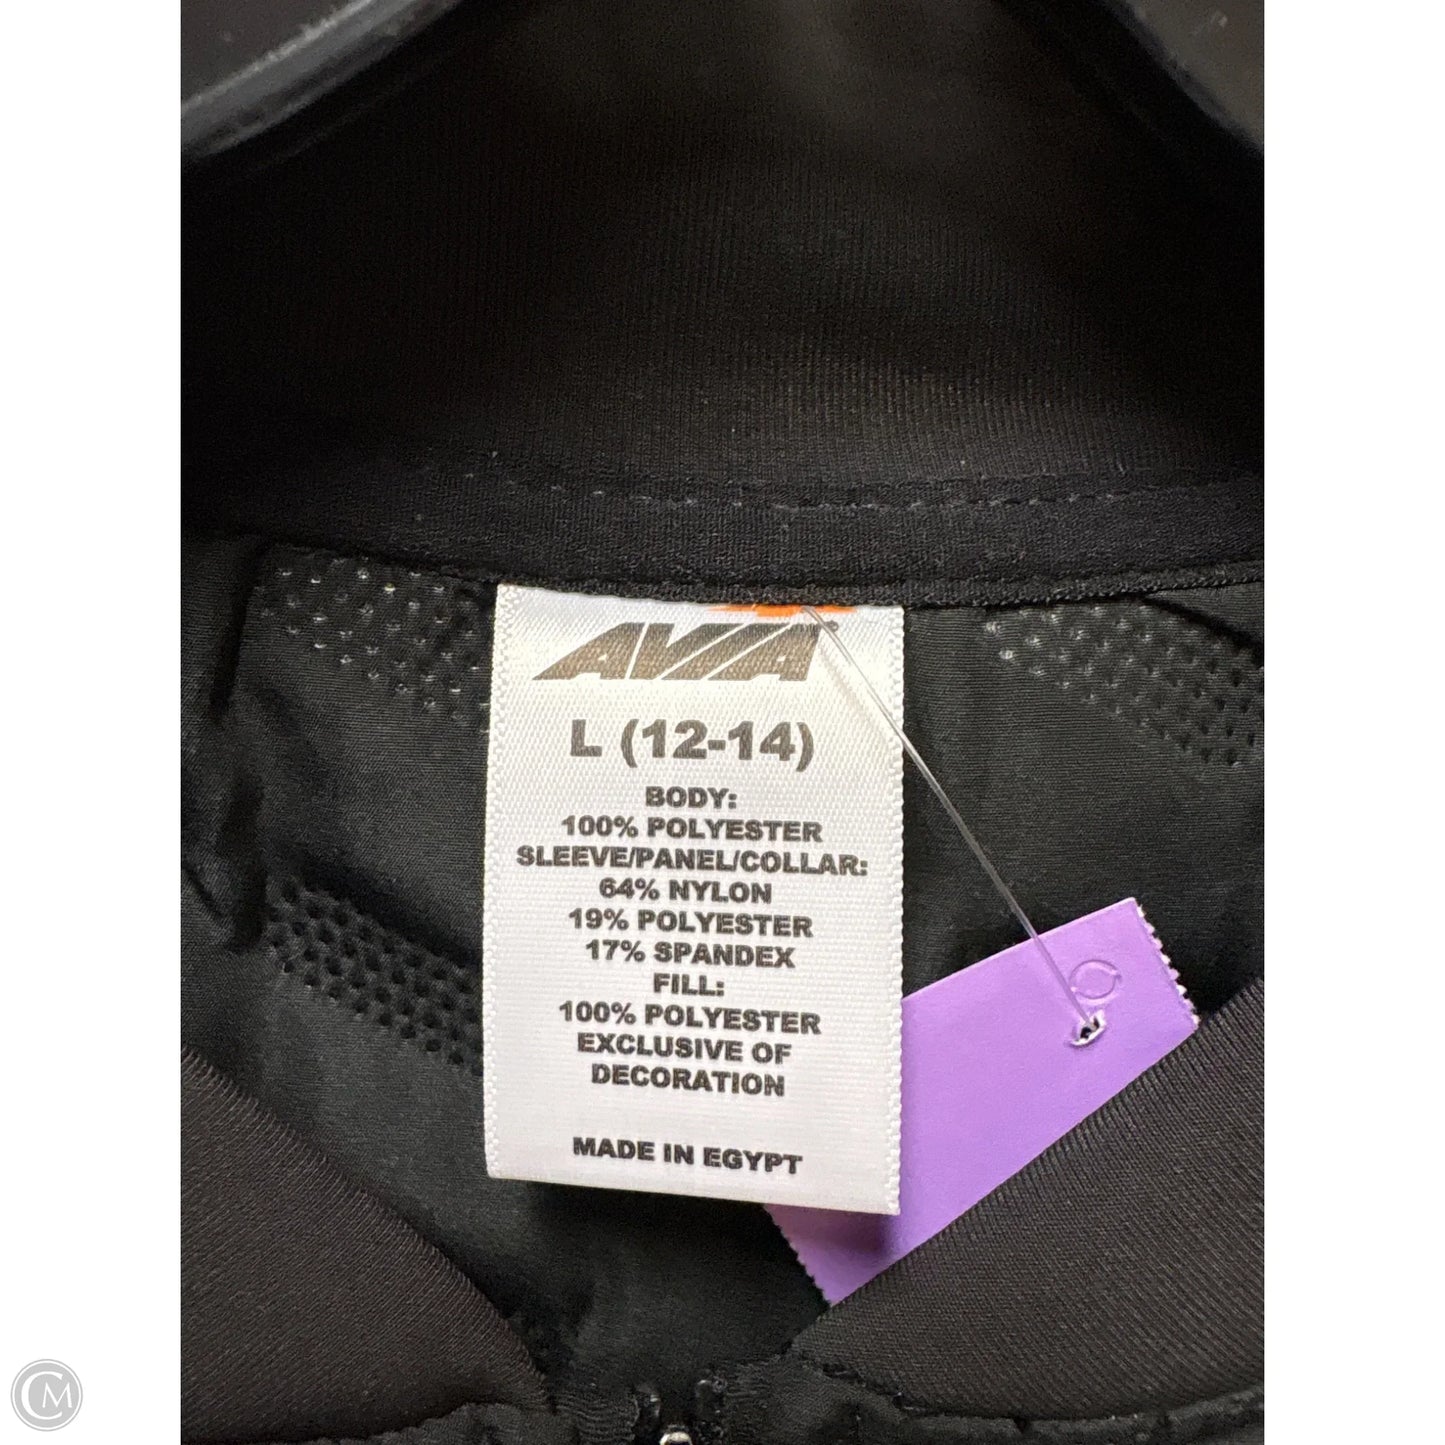 AVIA
L (12-14)
BODY:
100% POLYESTER
SLEEVE/PANEL/COLLAR:
64% NYLON
19% POLYESTER
17% SPANDEX
FILL:
100% POLYESTER
EXCLUSIVE OF
DECORATION
MADE IN EGYPT
CM